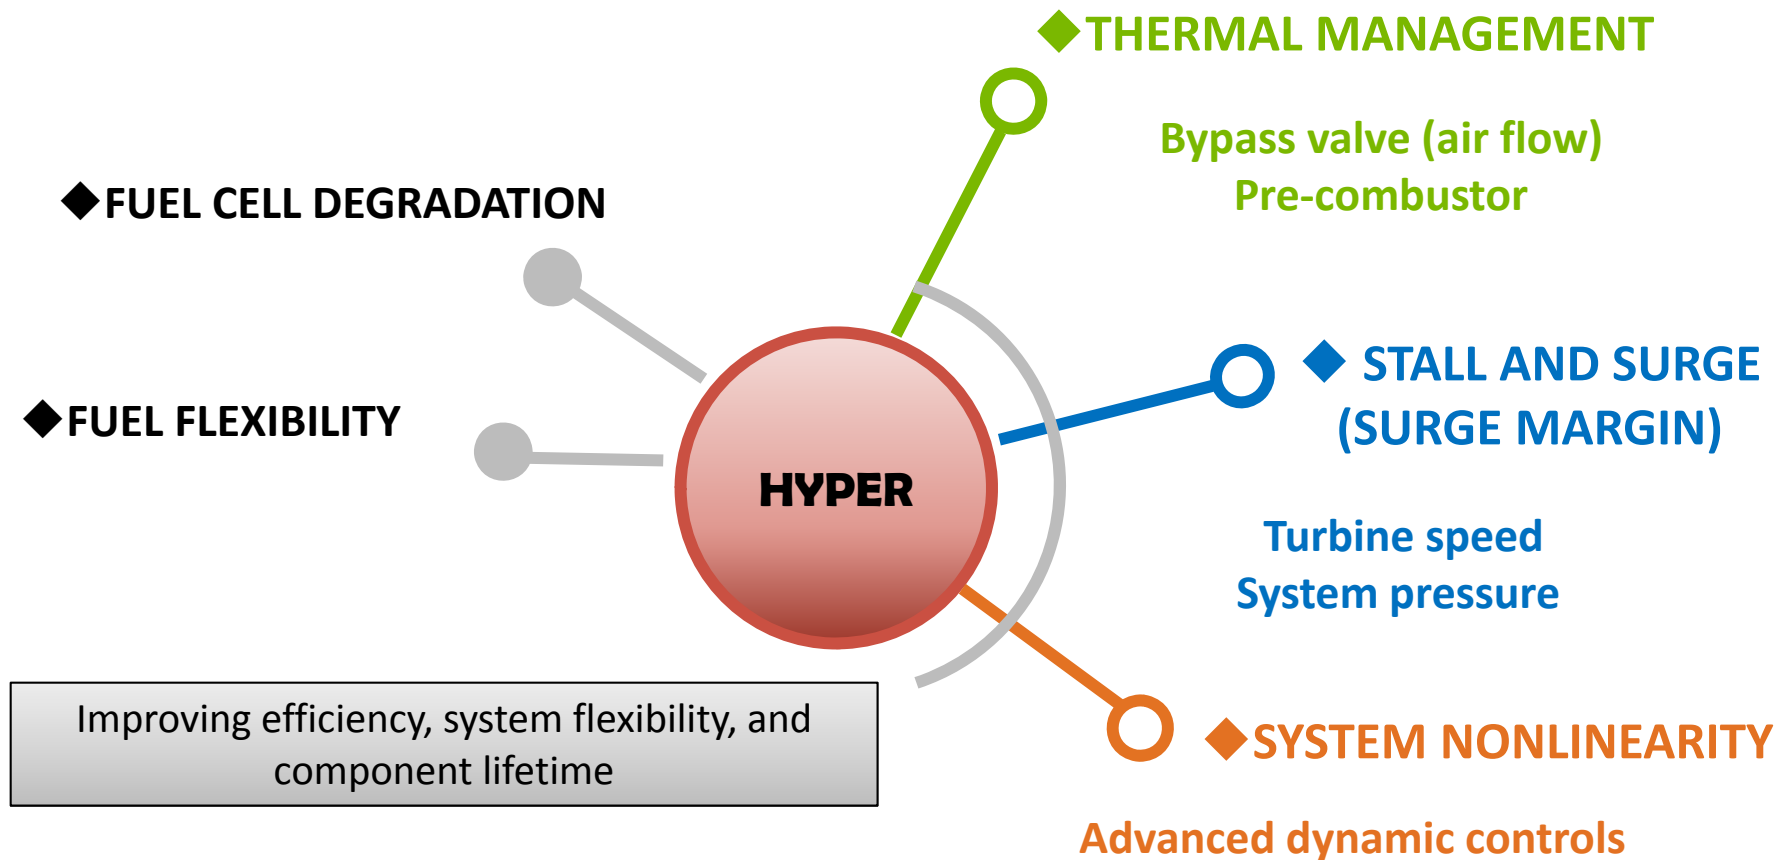 ◆THERMAL MANAGEMENT
Bypass valve (air flow)
Pre-combustor
◆FUEL CELL DEGRADATION
◆FUEL FLEXIBILITY
◆ STALL AND SURGE
(SURGE MARGIN)
HYPER
Turbine speed
System pressure
Improving efficiency, system flexibility, and
component lifetime
◆SYSTEM NONLINEARITY
Advanced dynamic controls